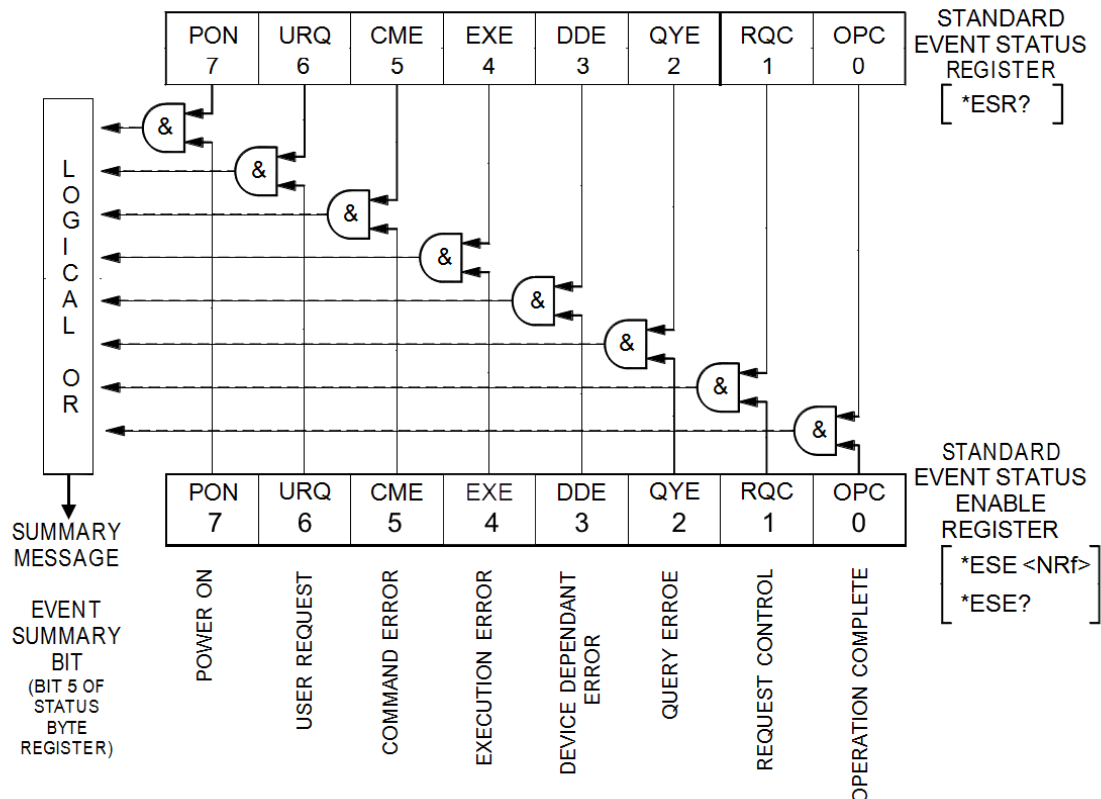 PON URQ CME EXE DDE QYE RQC OPC
7 6 5 4 3 2 1 0
STANDARD
EVENT STATUS
REGISTER
*ESR?
&
&
&
&
&
&
&
&
LOGICAL OR
PON URQ CME EXE DDE QYE RQC OPC
7 6 5 4 3 2 1 0
STANDARD
EVENT STATUS
ENABLE
REGISTER
*ESE <NRf>
*ESE?
SUMMARY
MESSAGE
EVENT
SUMMARY
BIT
(BIT 5 OF
STATUS
BYTE
REGISTER)
POWER ON
USER REQUEST
COMMAND ERROR
EXECUTION ERROR
DEVICE DEPENDANT
ERROR
QUERY ERROE
REQUEST CONTROL
OPERATION COMPLETE